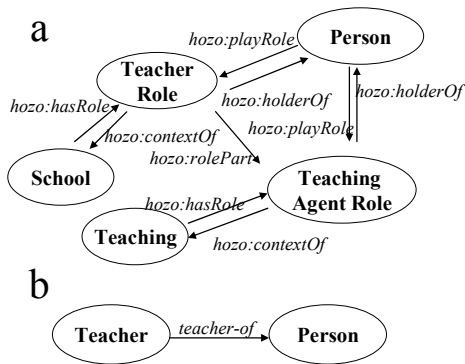 a
hozo:playRole
Person
Teacher
Role
hozo:hasRole
hozo:holderOf
hozo:holderOf
hozo:contextOf
hozo:playRole
hozo:rolePart
School
Teaching
Agent Role
hozo:hasRole
Teaching
hozo:contextOf
b
Teacher
teacher-of
Person